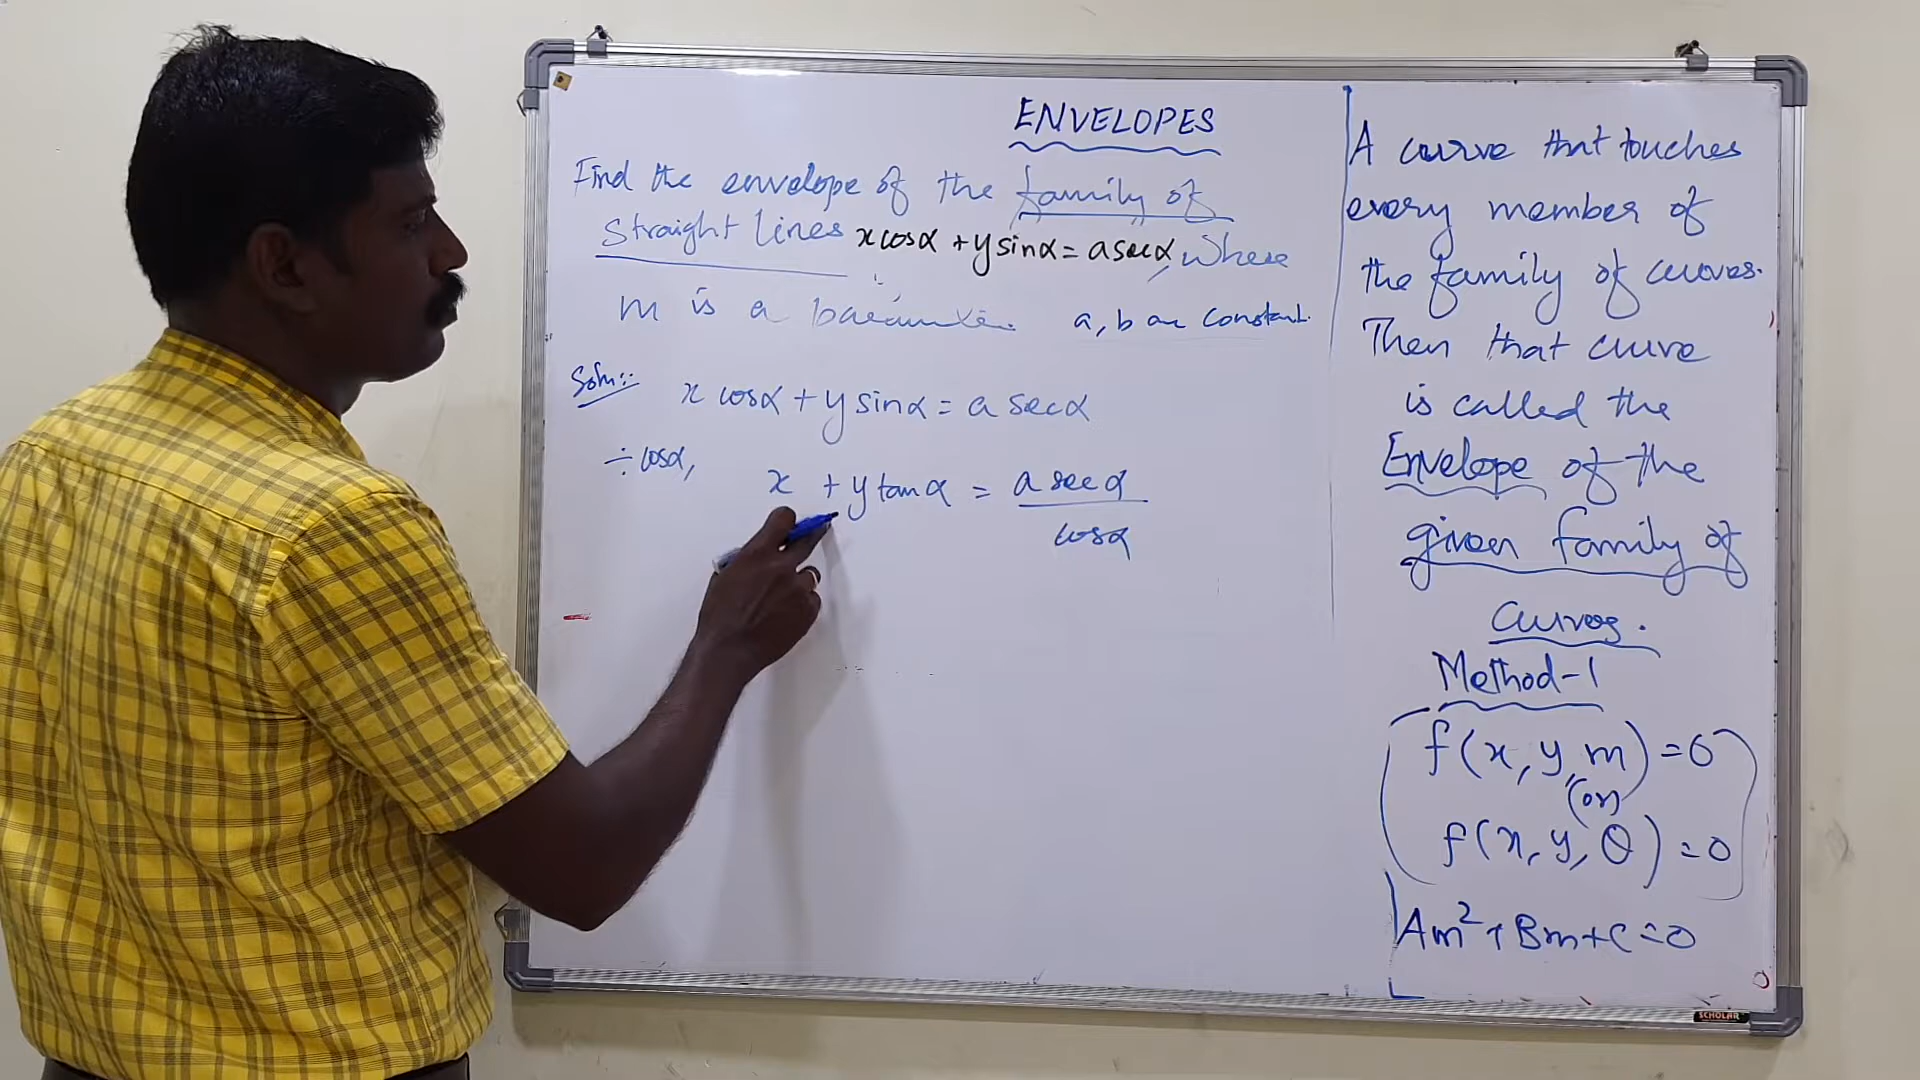 ENVELOPES
Find the envelope of the family of
straight lines x cosα + y sinα = a secα, where
m is a parameter. a, b are constant.
Soln:
x cosα + y sinα = a secα
÷ cosα,
x + y tanα = a secα
cosα
A curve that touches
every member of
the family of curves.
Then that curve
is called the
Envelope of the
given family of
Curves.
Method-1
f(x, y, m) = 0
(or)
f(x, y, θ) = 0
Am² + Bm + C = 0
SCHOLAR